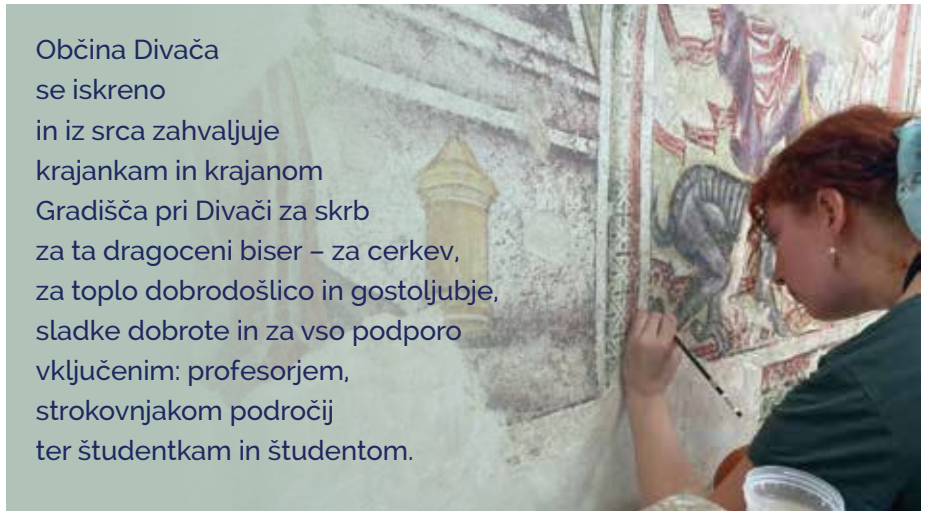 Občina Divača
se iskreno
in iz srca zahvaljuje
krajankam in krajanom
Gradišča pri Divači za skrb
za ta dragoceni biser – za cerkev,
za toplo dobrodošlico in gostoljubje,
sladke dobrote in za vso podporo
vključenim: profesorjem,
strokovnjakom področij
ter študentkam in študentom.